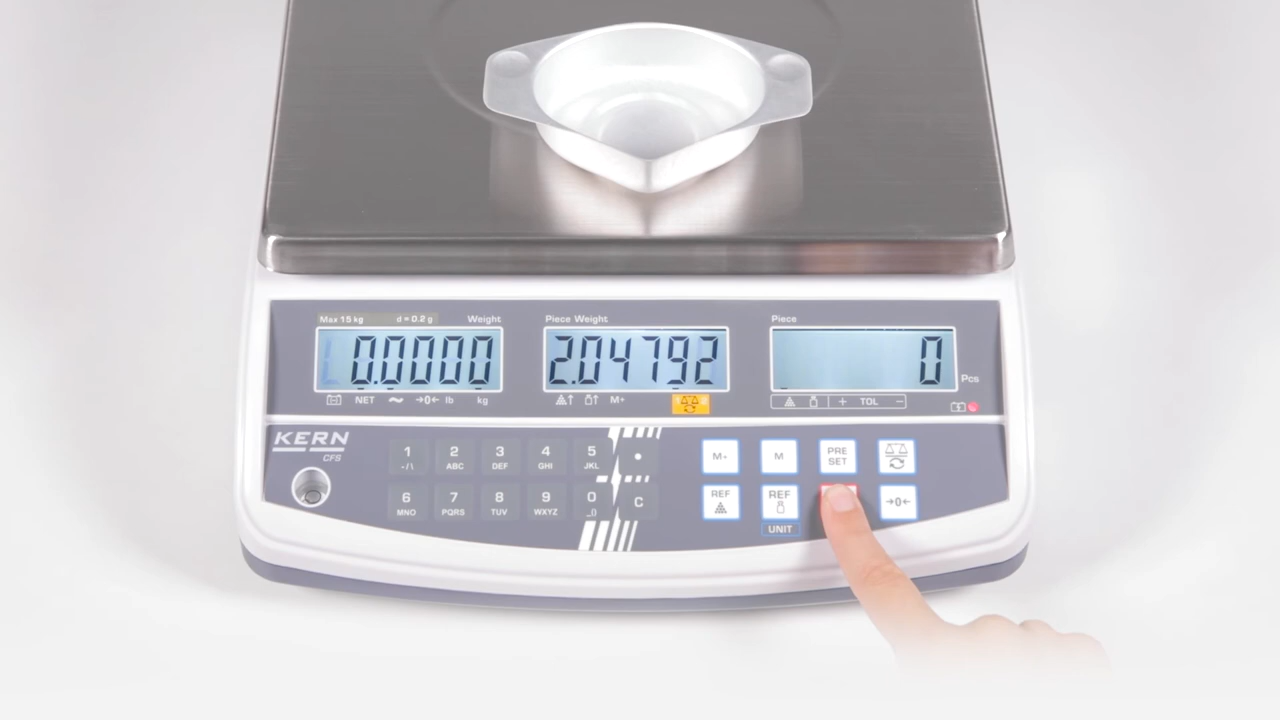 Max 15 kg d = 0.2 g Weight
Piece Weight
Piece
0.0000
2.04792
0
Pcs
NET →0← lb kg
M+
1 2
+ TOL −
KERN
CFS
1 2 3 4 5 •
-/\ ABC DEF GHI JKL
6 7 8 9 0 C
MNO PQRS TUV WXYZ _()
M+ M PRE SET
REF REF →0←
UNIT